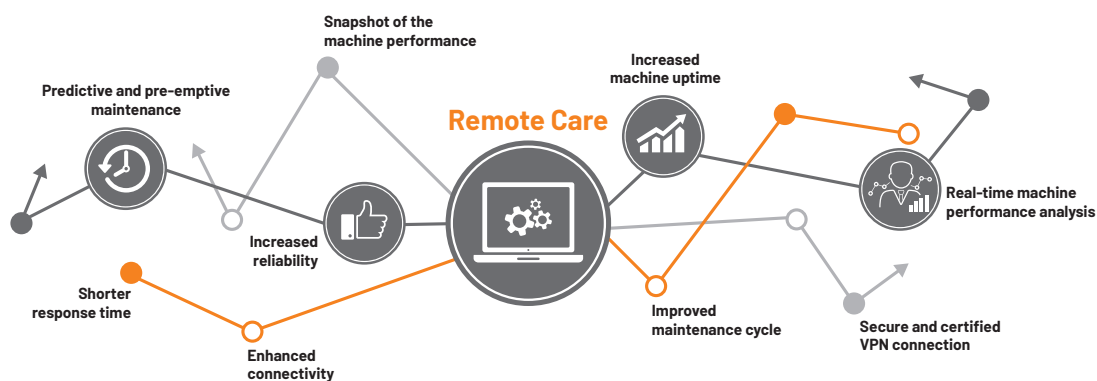 Snapshot of the
machine performance
Predictive and pre-emptive
maintenance
Increased
machine uptime
Remote Care
Real-time machine
performance analysis
Increased
reliability
Shorter
response time
Improved
maintenance cycle
Secure and certified
VPN connection
Enhanced
connectivity